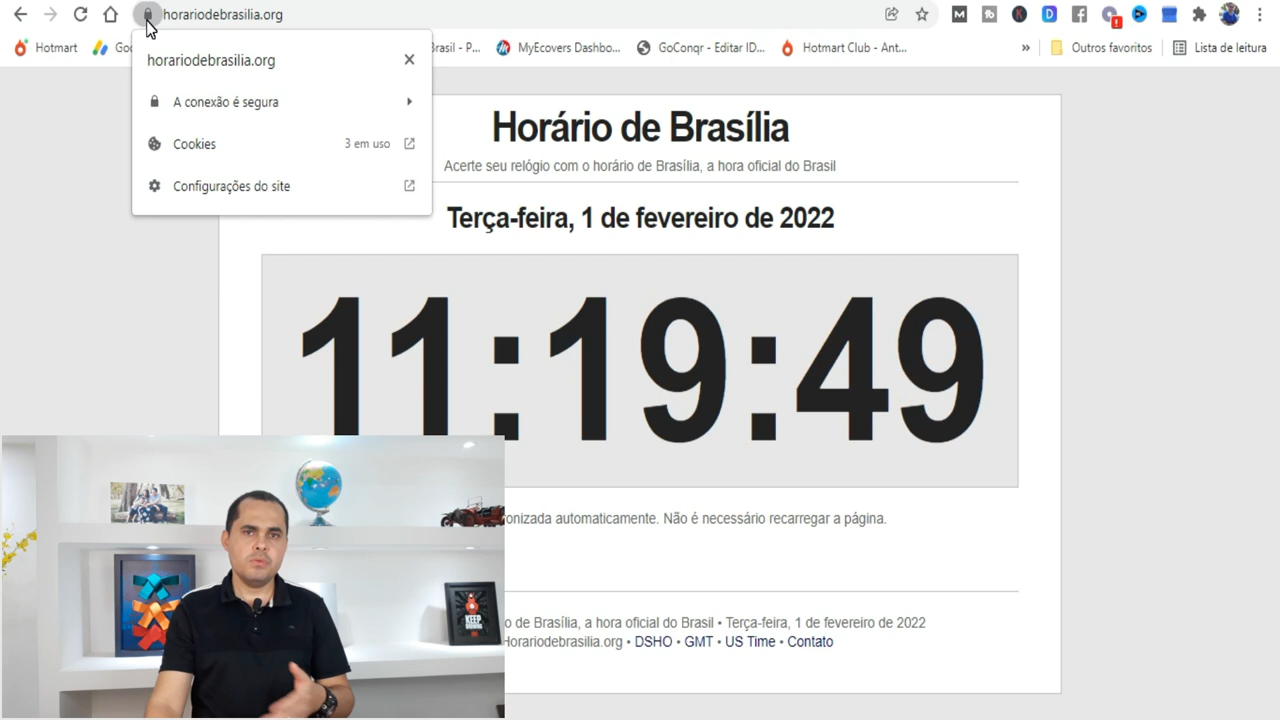 horariodebrasilia.org
Hotmart
Goo
Brasil - P...
MyEcovers Dashbo...
GoConqr - Editar ID...
Hotmart Club - Ant...
»
Outros favoritos
Lista de leitura
horariodebrasilia.org
A conexão é segura
Cookies
3 em uso
Configurações do site
Horário de Brasília
Acerte seu relógio com o horário de Brasília, a hora oficial do Brasil
Terça-feira, 1 de fevereiro de 2022
11:19:49
onizada automaticamente. Não é necessário recarregar a página.
o de Brasília, a hora oficial do Brasil • Terça-feira, 1 de fevereiro de 2022
Horariodebrasilia.org • DSHO • GMT • US Time • Contato
KEEP